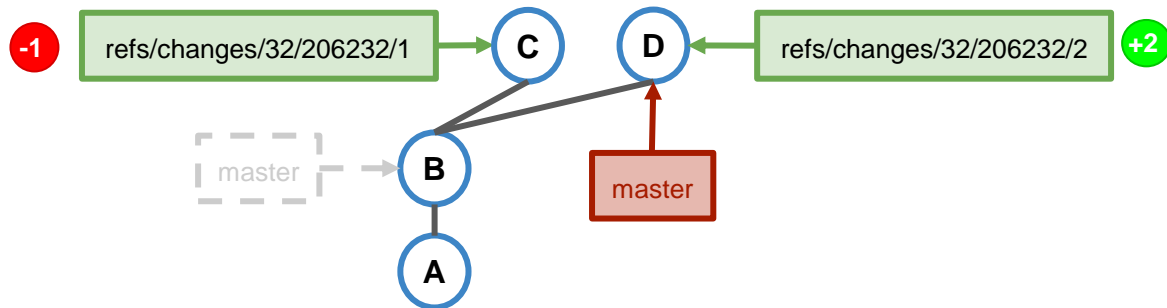 -1
refs/changes/32/206232/1
C
D
refs/changes/32/206232/2
+2
master
B
master
A